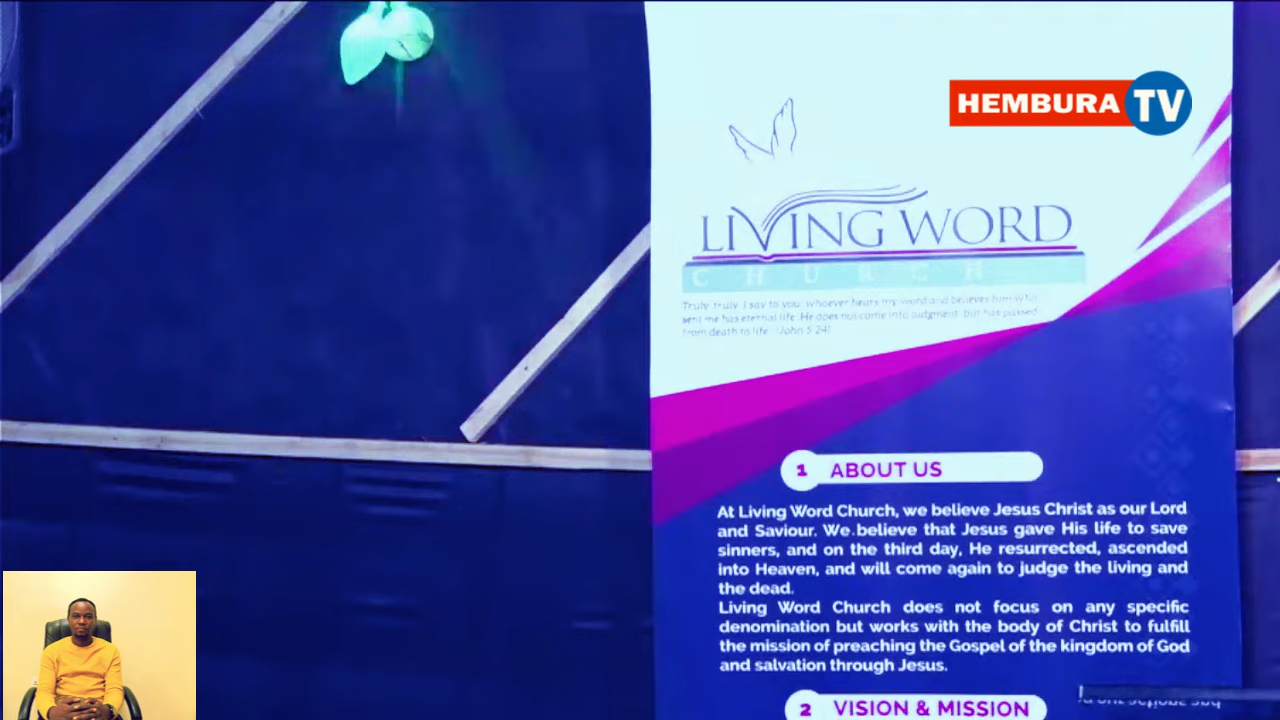 HEMBURA TV
LIVING WORD
CHURCH
Truly, truly, I say to you, whoever hears my word and believes him who
sent me has eternal life. He does not come into judgment, but has passed
from death to life. (John 5:24)
1 ABOUT US
At Living Word Church, we believe Jesus Christ as our Lord
and Saviour. We believe that Jesus gave His life to save
sinners, and on the third day, He resurrected, ascended
into Heaven, and will come again to judge the living and
the dead.
Living Word Church does not focus on any specific
denomination but works with the body of Christ to fulfill
the mission of preaching the Gospel of the kingdom of God
and salvation through Jesus.
2 VISION & MISSION